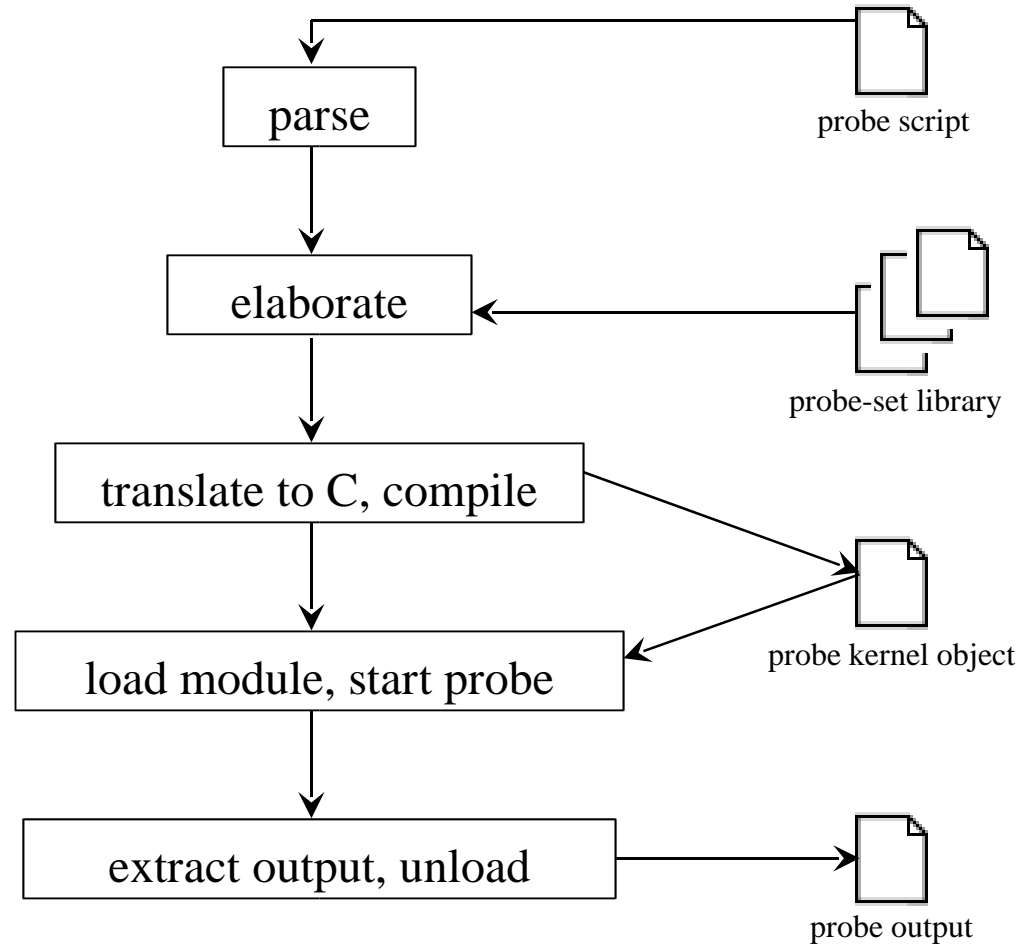 parse
probe script
elaborate
probe-set library
translate to C, compile
probe kernel object
load module, start probe
extract output, unload
probe output